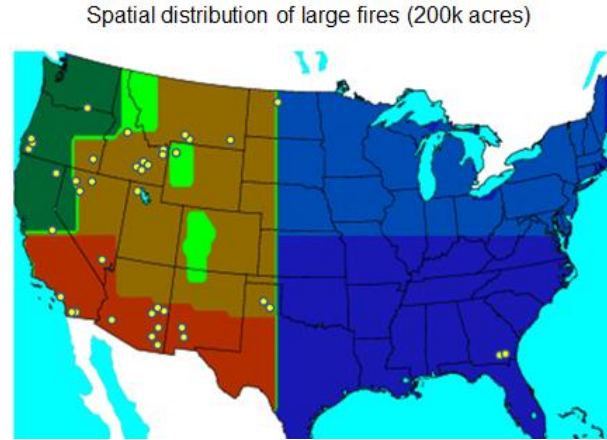 Spatial distribution of large fires (200k acres)